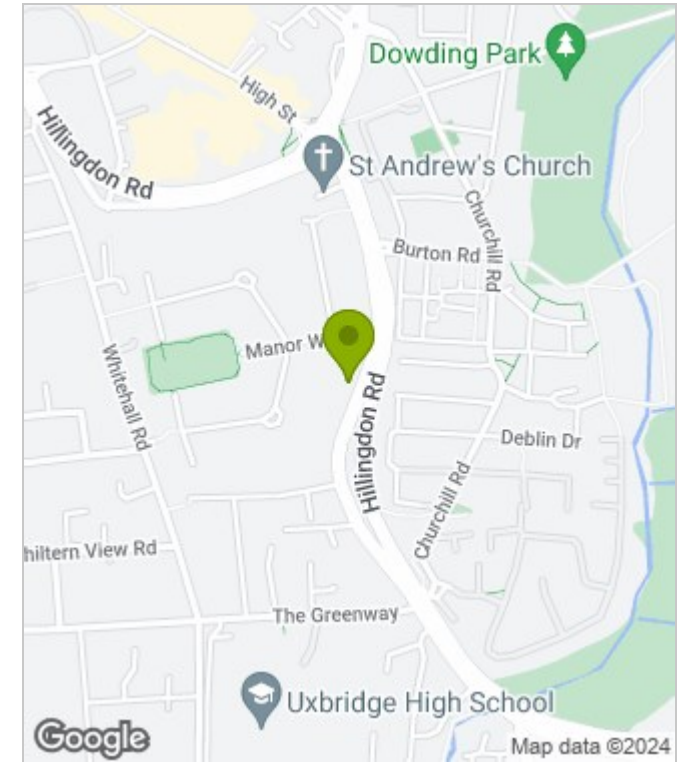 Dowding Park
High St
Hillingdon Rd
St Andrew's Church
Churchill Rd
Burton Rd
Manor W
Whitehall Rd
Hillingdon Rd
Deblin Dr
Churchill Rd
hiltern View Rd
The Greenway
Uxbridge High School
Google
Map data ©2024